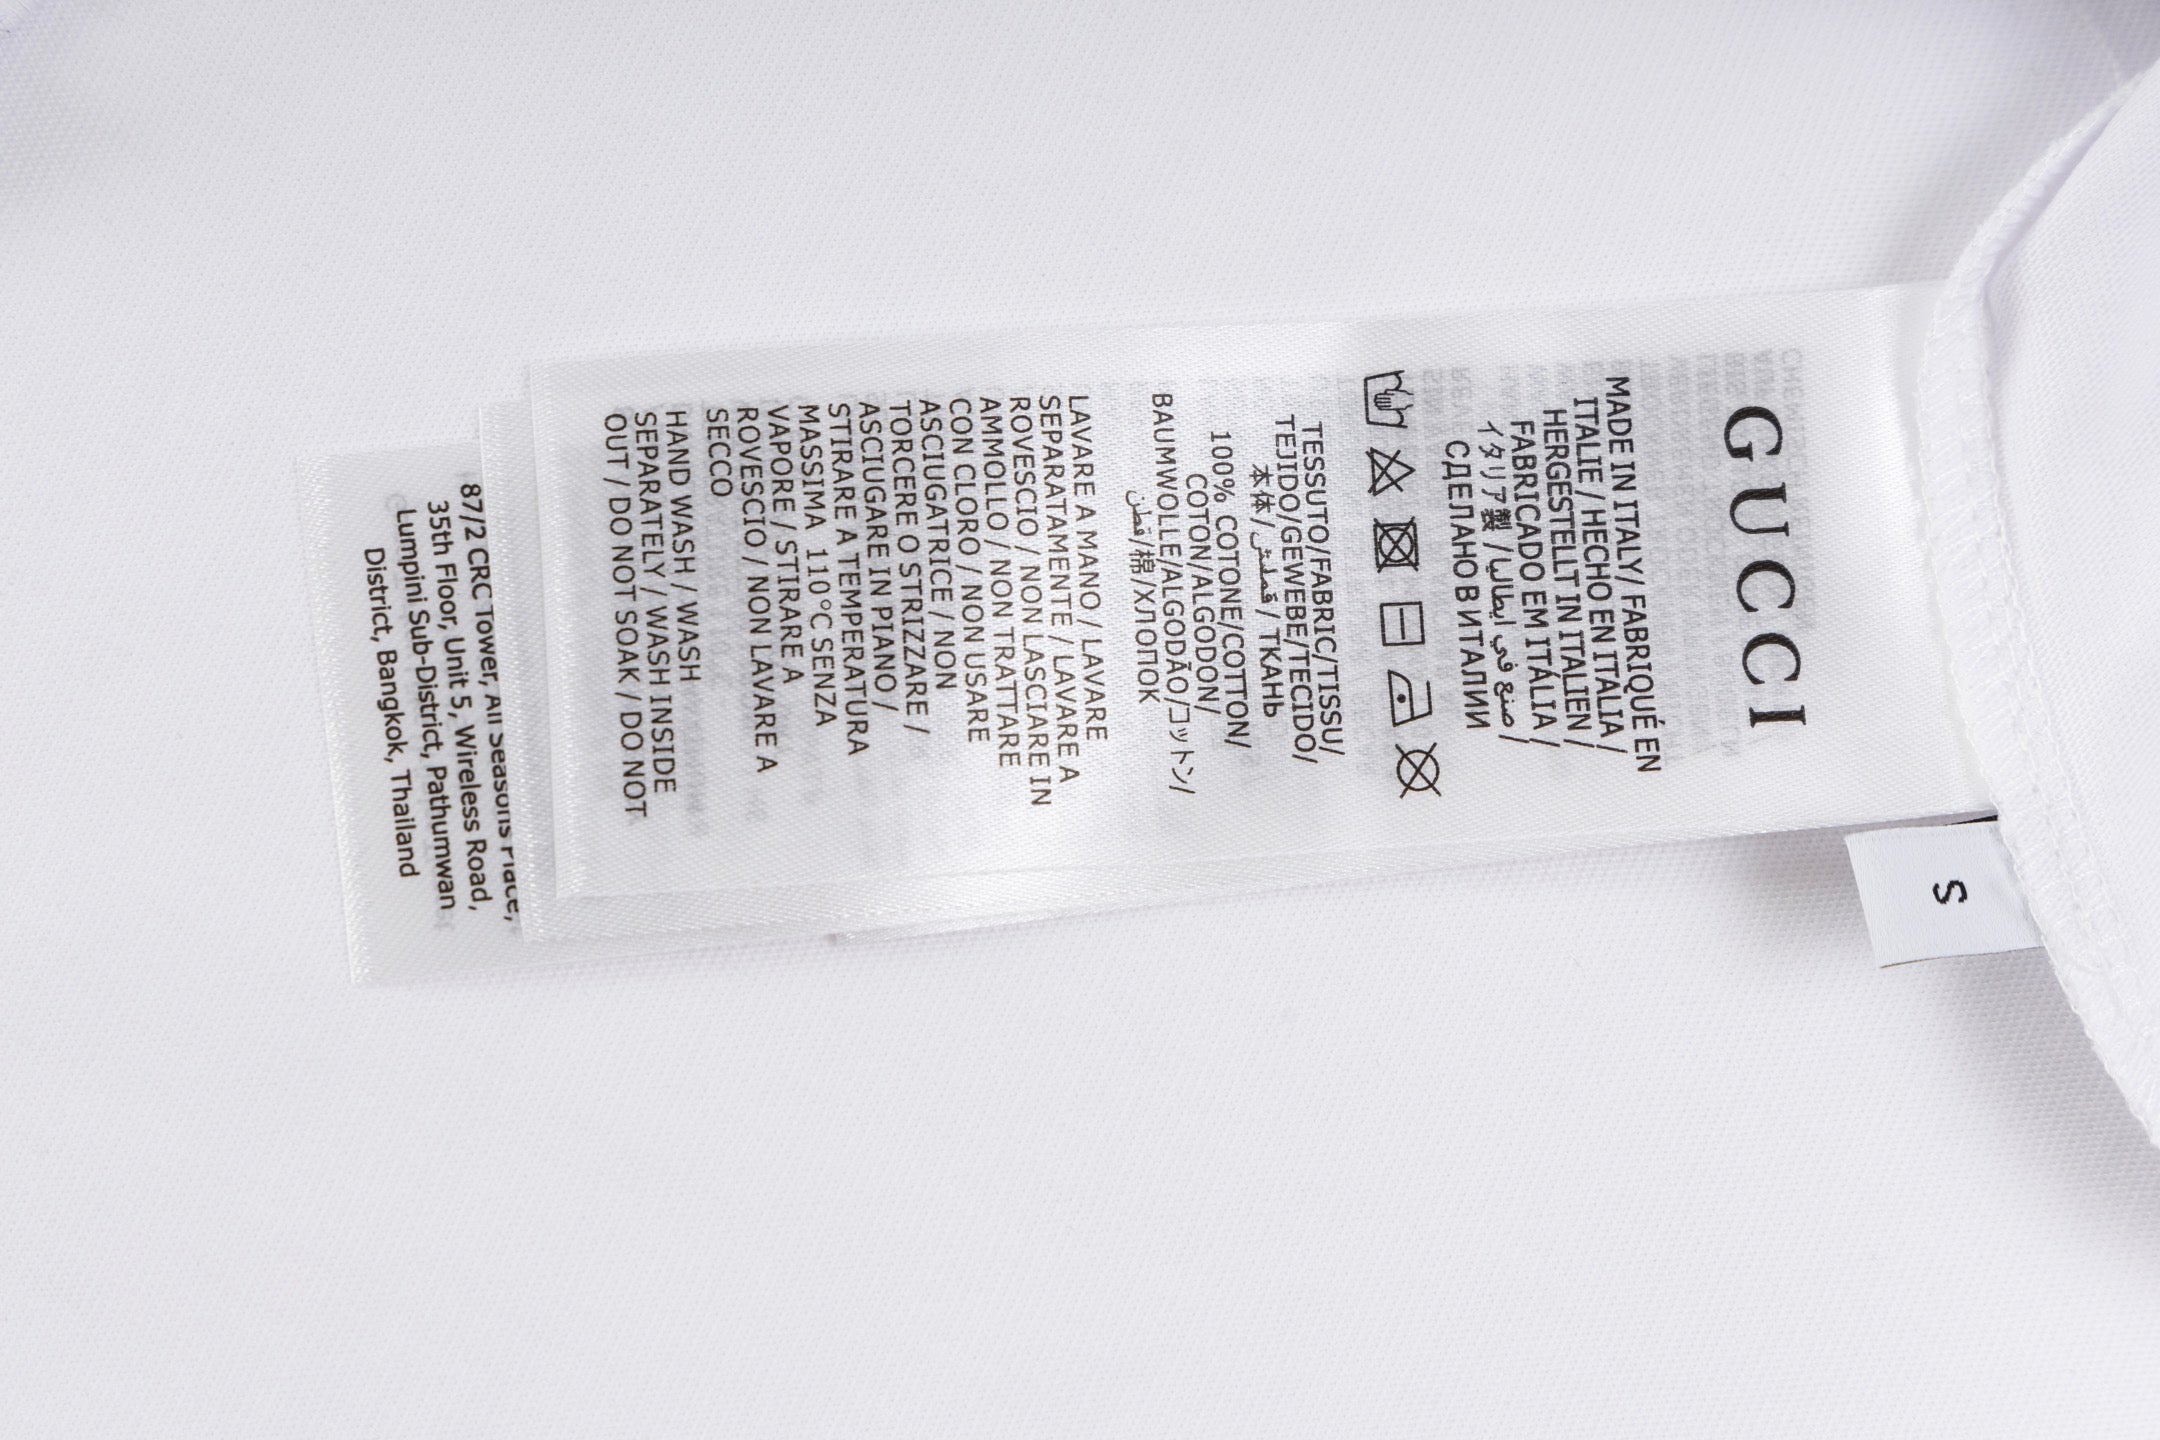 GUCCI
MADE IN ITALY/ FABRIQUÉ EN
ITALIE / HECHO EN ITALIA /
HERGESTELLT IN ITALIEN /
FABRICADO EM ITÁLIA /
イタリア製 / صنع في ايطاليا /
СДЕЛАНО В ИТАЛИИ
TESSUTO/FABRIC/TISSU/
TEJIDO/GEWEBE/TECIDO/
本体/ قملش / ТКАНЬ
100% COTONE/COTTON/
COTON/ALGODON/
BAUMWOLLE/ALGODÃO/コットン/
قطن/棉/ХЛОПОК
LAVARE A MANO / LAVARE
SEPARATAMENTE / LAVARE A
ROVESCIO / NON LASCIARE IN
AMMOLLO / NON TRATTARE
CON CLORO / NON USARE
ASCIUGATRICE / NON
TORCERE O STRIZZARE /
ASCIUGARE IN PIANO /
STIRARE A TEMPERATURA
MASSIMA 110°C SENZA
VAPORE / STIRARE A
ROVESCIO / NON LAVARE A
SECCO
HAND WASH / WASH
SEPARATELY / WASH INSIDE
OUT / DO NOT SOAK / DO NOT
87/2 CRC Tower, All Seasons Place,
35th Floor, Unit 5, Wireless Road,
Lumpini Sub-District, Pathumwan
District, Bangkok, Thailand
S